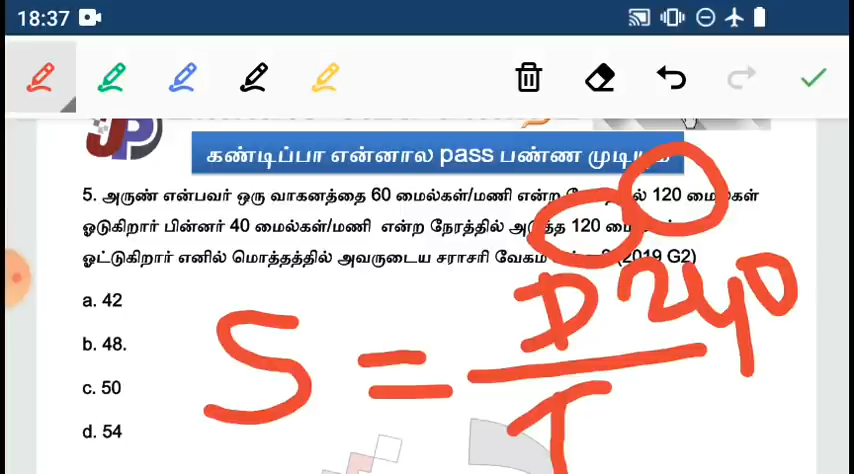 18:37
JP
கண்டிப்பா என்னால pass பண்ண முடியும்
5. அருண் என்பவர் ஒரு வாகனத்தை 60 மைல்கள்/மணி என்ற நேரத்தில் 120 மைல்கள்
ஓடுகிறார் பின்னர் 40 மைல்கள்/மணி என்ற நேரத்தில் அடுத்த 120
ஓட்டுகிறார் எனில் மொத்தத்தில் அவருடைய சராசரி வேகம் (2019 G2)
a. 42
b. 48.
c. 50
d. 54
S = D 240
T